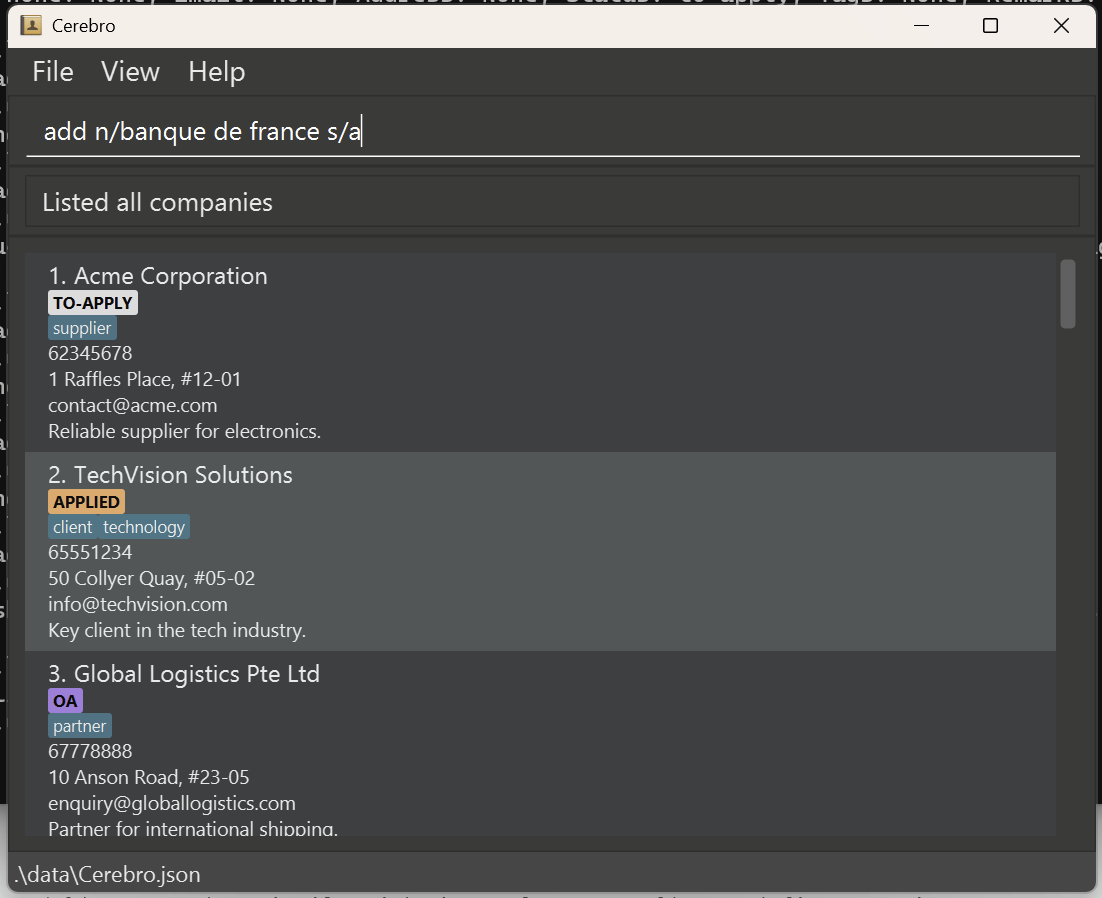 Cerebro
File View Help
add n/banque de france s/a
Listed all companies
1. Acme Corporation
TO-APPLY
supplier
62345678
1 Raffles Place, #12-01
contact@acme.com
Reliable supplier for electronics.
2. TechVision Solutions
APPLIED
client technology
65551234
50 Collyer Quay, #05-02
info@techvision.com
Key client in the tech industry.
3. Global Logistics Pte Ltd
OA
partner
67778888
10 Anson Road, #23-05
enquiry@globallogistics.com
Partner for international shipping.
.\data\Cerebro.json